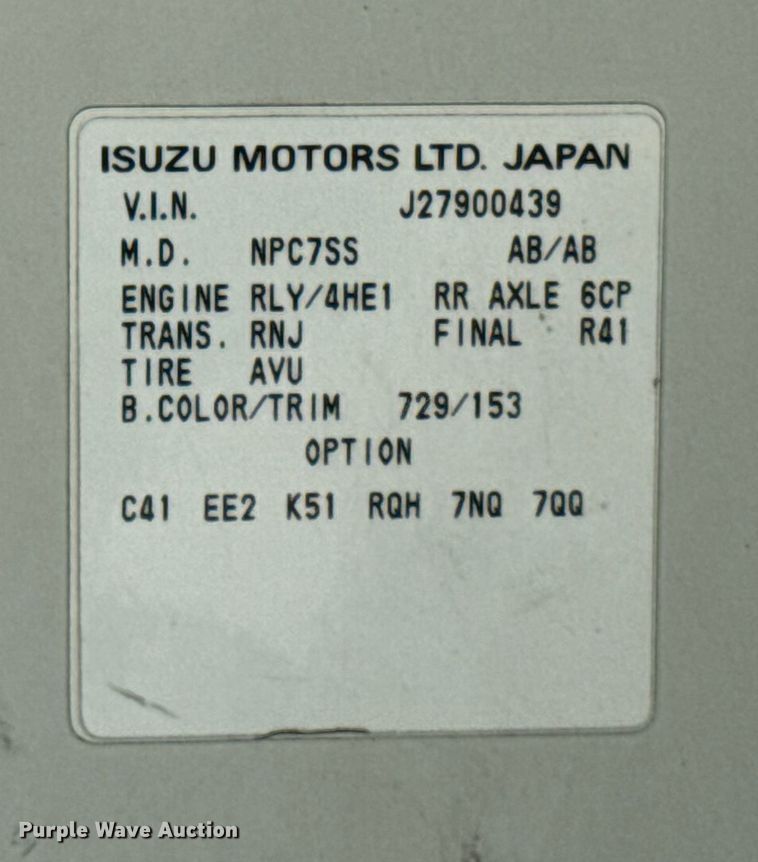 ISUZU MOTORS LTD. JAPAN
V.I.N. J27900439
M.D. NPC7SS AB/AB
ENGINE RLY/4HE1 RR AXLE 6CP
TRANS. RNJ FINAL R41
TIRE AVU
B.COLOR/TRIM 729/153
OPTION
C41 EE2 K51 RQH 7NQ 7QQ
Purple Wave Auction